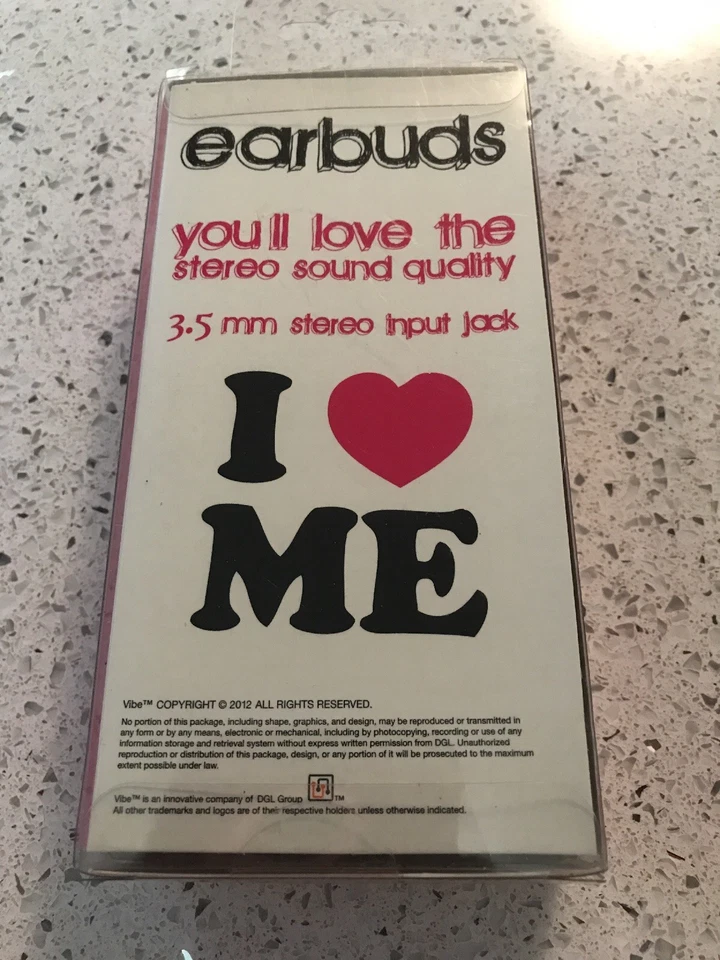 earbuds
you'll love the
stereo sound quality
3.5 mm stereo input jack
I ♥
ME
Vibe™ COPYRIGHT © 2012 ALL RIGHTS RESERVED.
No portion of this package, including shape, graphics, and design, may be reproduced or transmitted in
any form or by any means, electronic or mechanical, including by photocopying, recording or use of any
information storage and retrieval system without express written permission from DGL. Unauthorized
reproduction or distribution of this package, design, or any portion of it will be prosecuted to the maximum
extent possible under law.
Vibe™ is an innovative company of DGL Group ™
All other trademarks and logos are of their respective holders unless otherwise indicated.